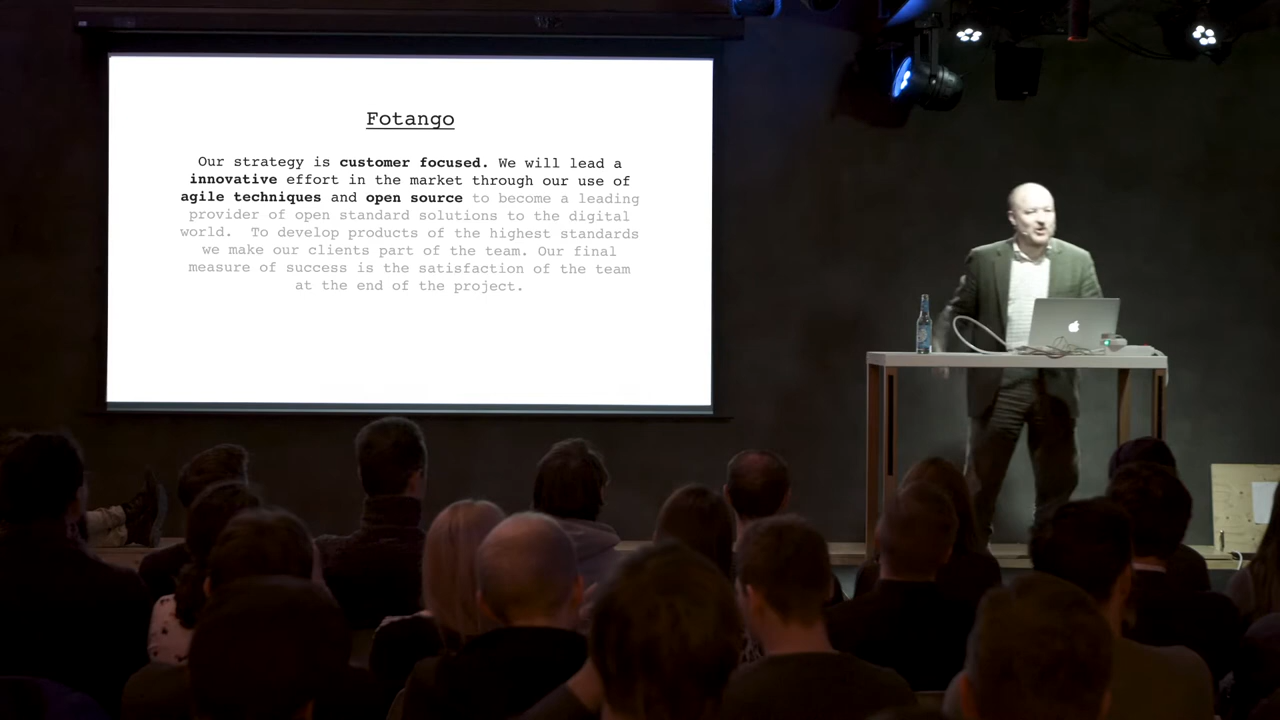 Fotango
Our strategy is customer focused. We will lead a
innovative effort in the market through our use of
agile techniques and open source to become a leading
provider of open standard solutions to the digital
world. To develop products of the highest standards
we make our clients part of the team. Our final
measure of success is the satisfaction of the team
at the end of the project.